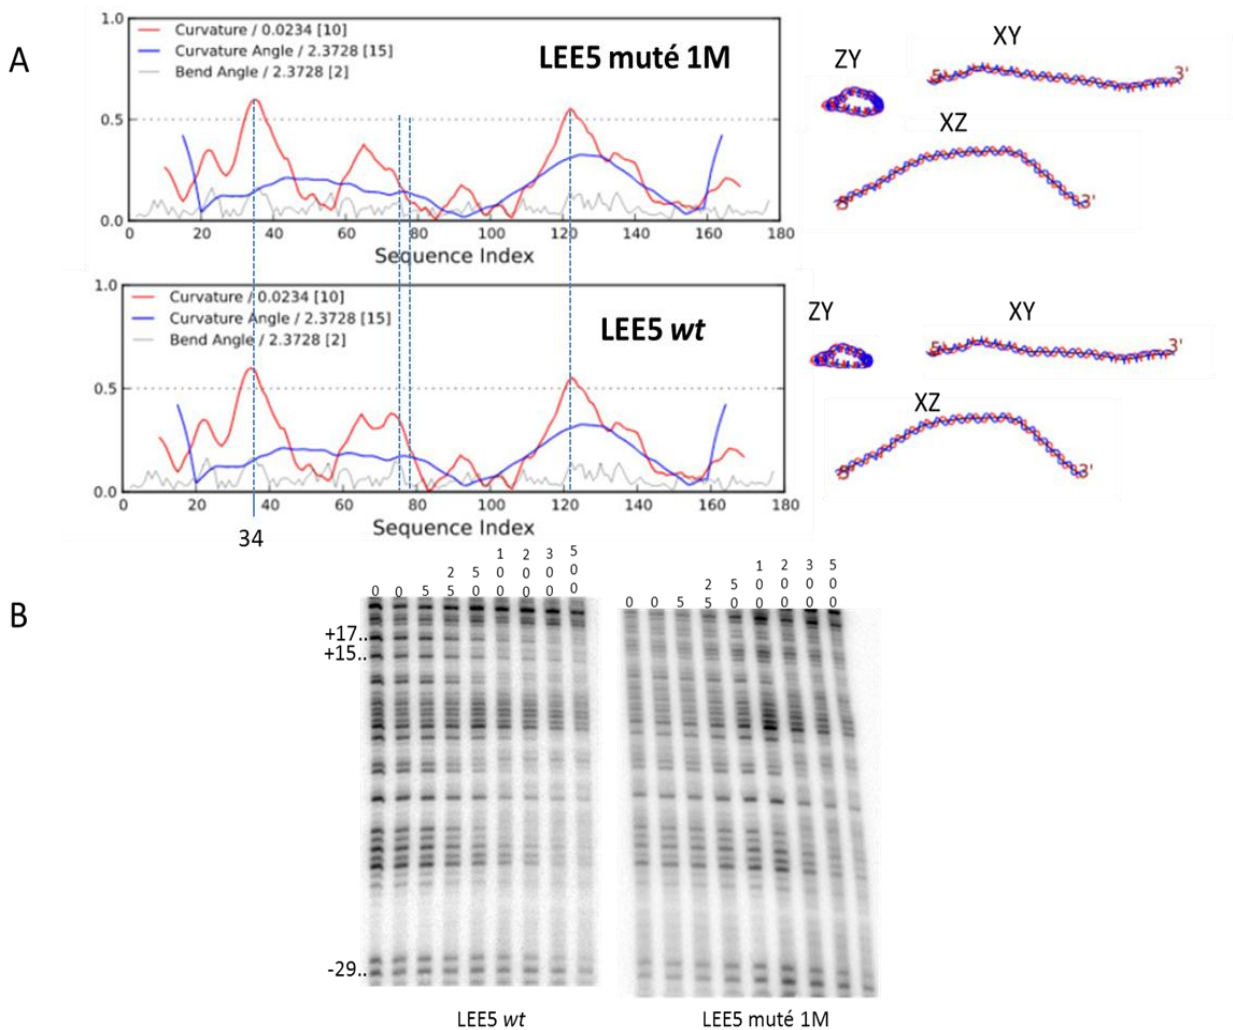 A
1.0
Curvature / 0.0234 [10]
Curvature Angle / 2.3728 [15]
Bend Angle / 2.3728 [2]
LEE5 muté 1M
0.5
0.0
0 20 40 60 80 100 120 140 160 180
Sequence Index
ZY
XY
5' 3'
XZ
5' 3'
1.0
Curvature / 0.0234 [10]
Curvature Angle / 2.3728 [15]
Bend Angle / 2.3728 [2]
LEE5 wt
0.5
0.0
0 20 40 60 80 100 120 140 160 180
Sequence Index
34
ZY
XY
5' 3'
XZ
5' 3'
B
0 0 5 25 50 100 200 300 500
0 0 5 25 50 100 200 300 500
+17..
+15..
-29..
LEE5 wt
LEE5 muté 1M